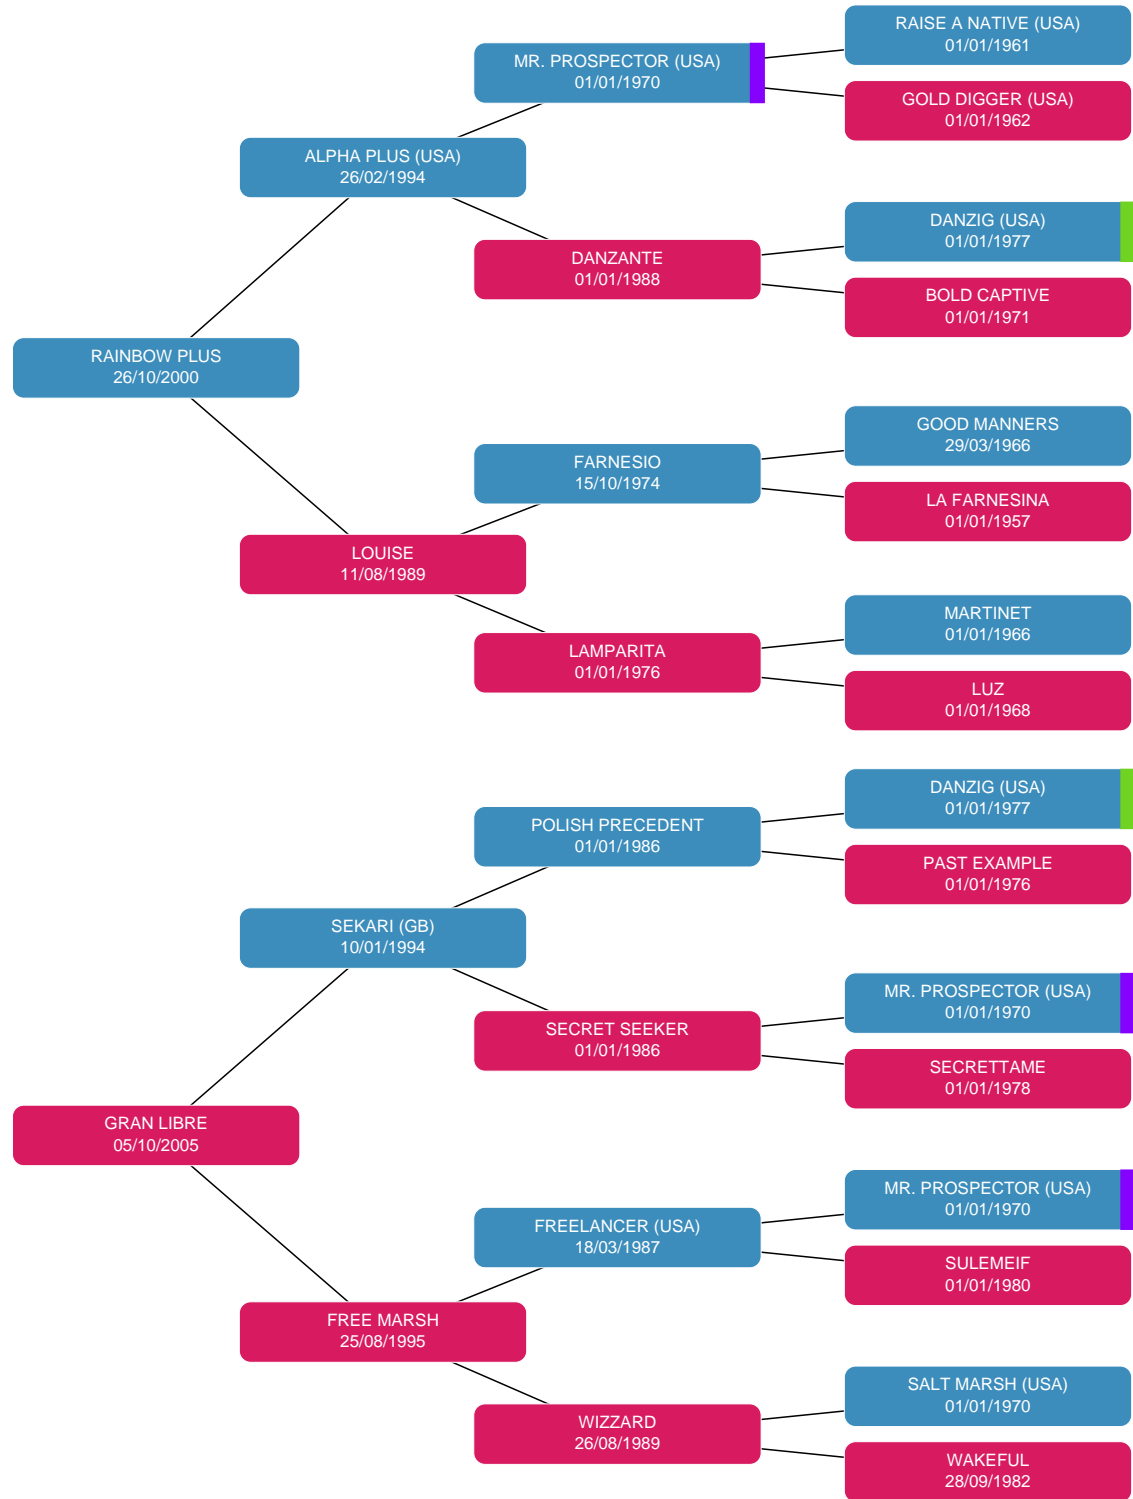 RAISE A NATIVE (USA)
01/01/1961
MR. PROSPECTOR (USA)
01/01/1970
GOLD DIGGER (USA)
01/01/1962
ALPHA PLUS (USA)
26/02/1994
DANZIG (USA)
01/01/1977
DANZANTE
01/01/1988
BOLD CAPTIVE
01/01/1971
RAINBOW PLUS
26/10/2000
GOOD MANNERS
29/03/1966
FARNESIO
15/10/1974
LA FARNESINA
01/01/1957
LOUISE
11/08/1989
MARTINET
01/01/1966
LAMPARITA
01/01/1976
LUZ
01/01/1968
DANZIG (USA)
01/01/1977
POLISH PRECEDENT
01/01/1986
PAST EXAMPLE
01/01/1976
SEKARI (GB)
10/01/1994
MR. PROSPECTOR (USA)
01/01/1970
SECRET SEEKER
01/01/1986
SECRETTAME
01/01/1978
GRAN LIBRE
05/10/2005
MR. PROSPECTOR (USA)
01/01/1970
FREELANCER (USA)
18/03/1987
SULEMEIF
01/01/1980
FREE MARSH
25/08/1995
SALT MARSH (USA)
01/01/1970
WIZZARD
26/08/1989
WAKEFUL
28/09/1982